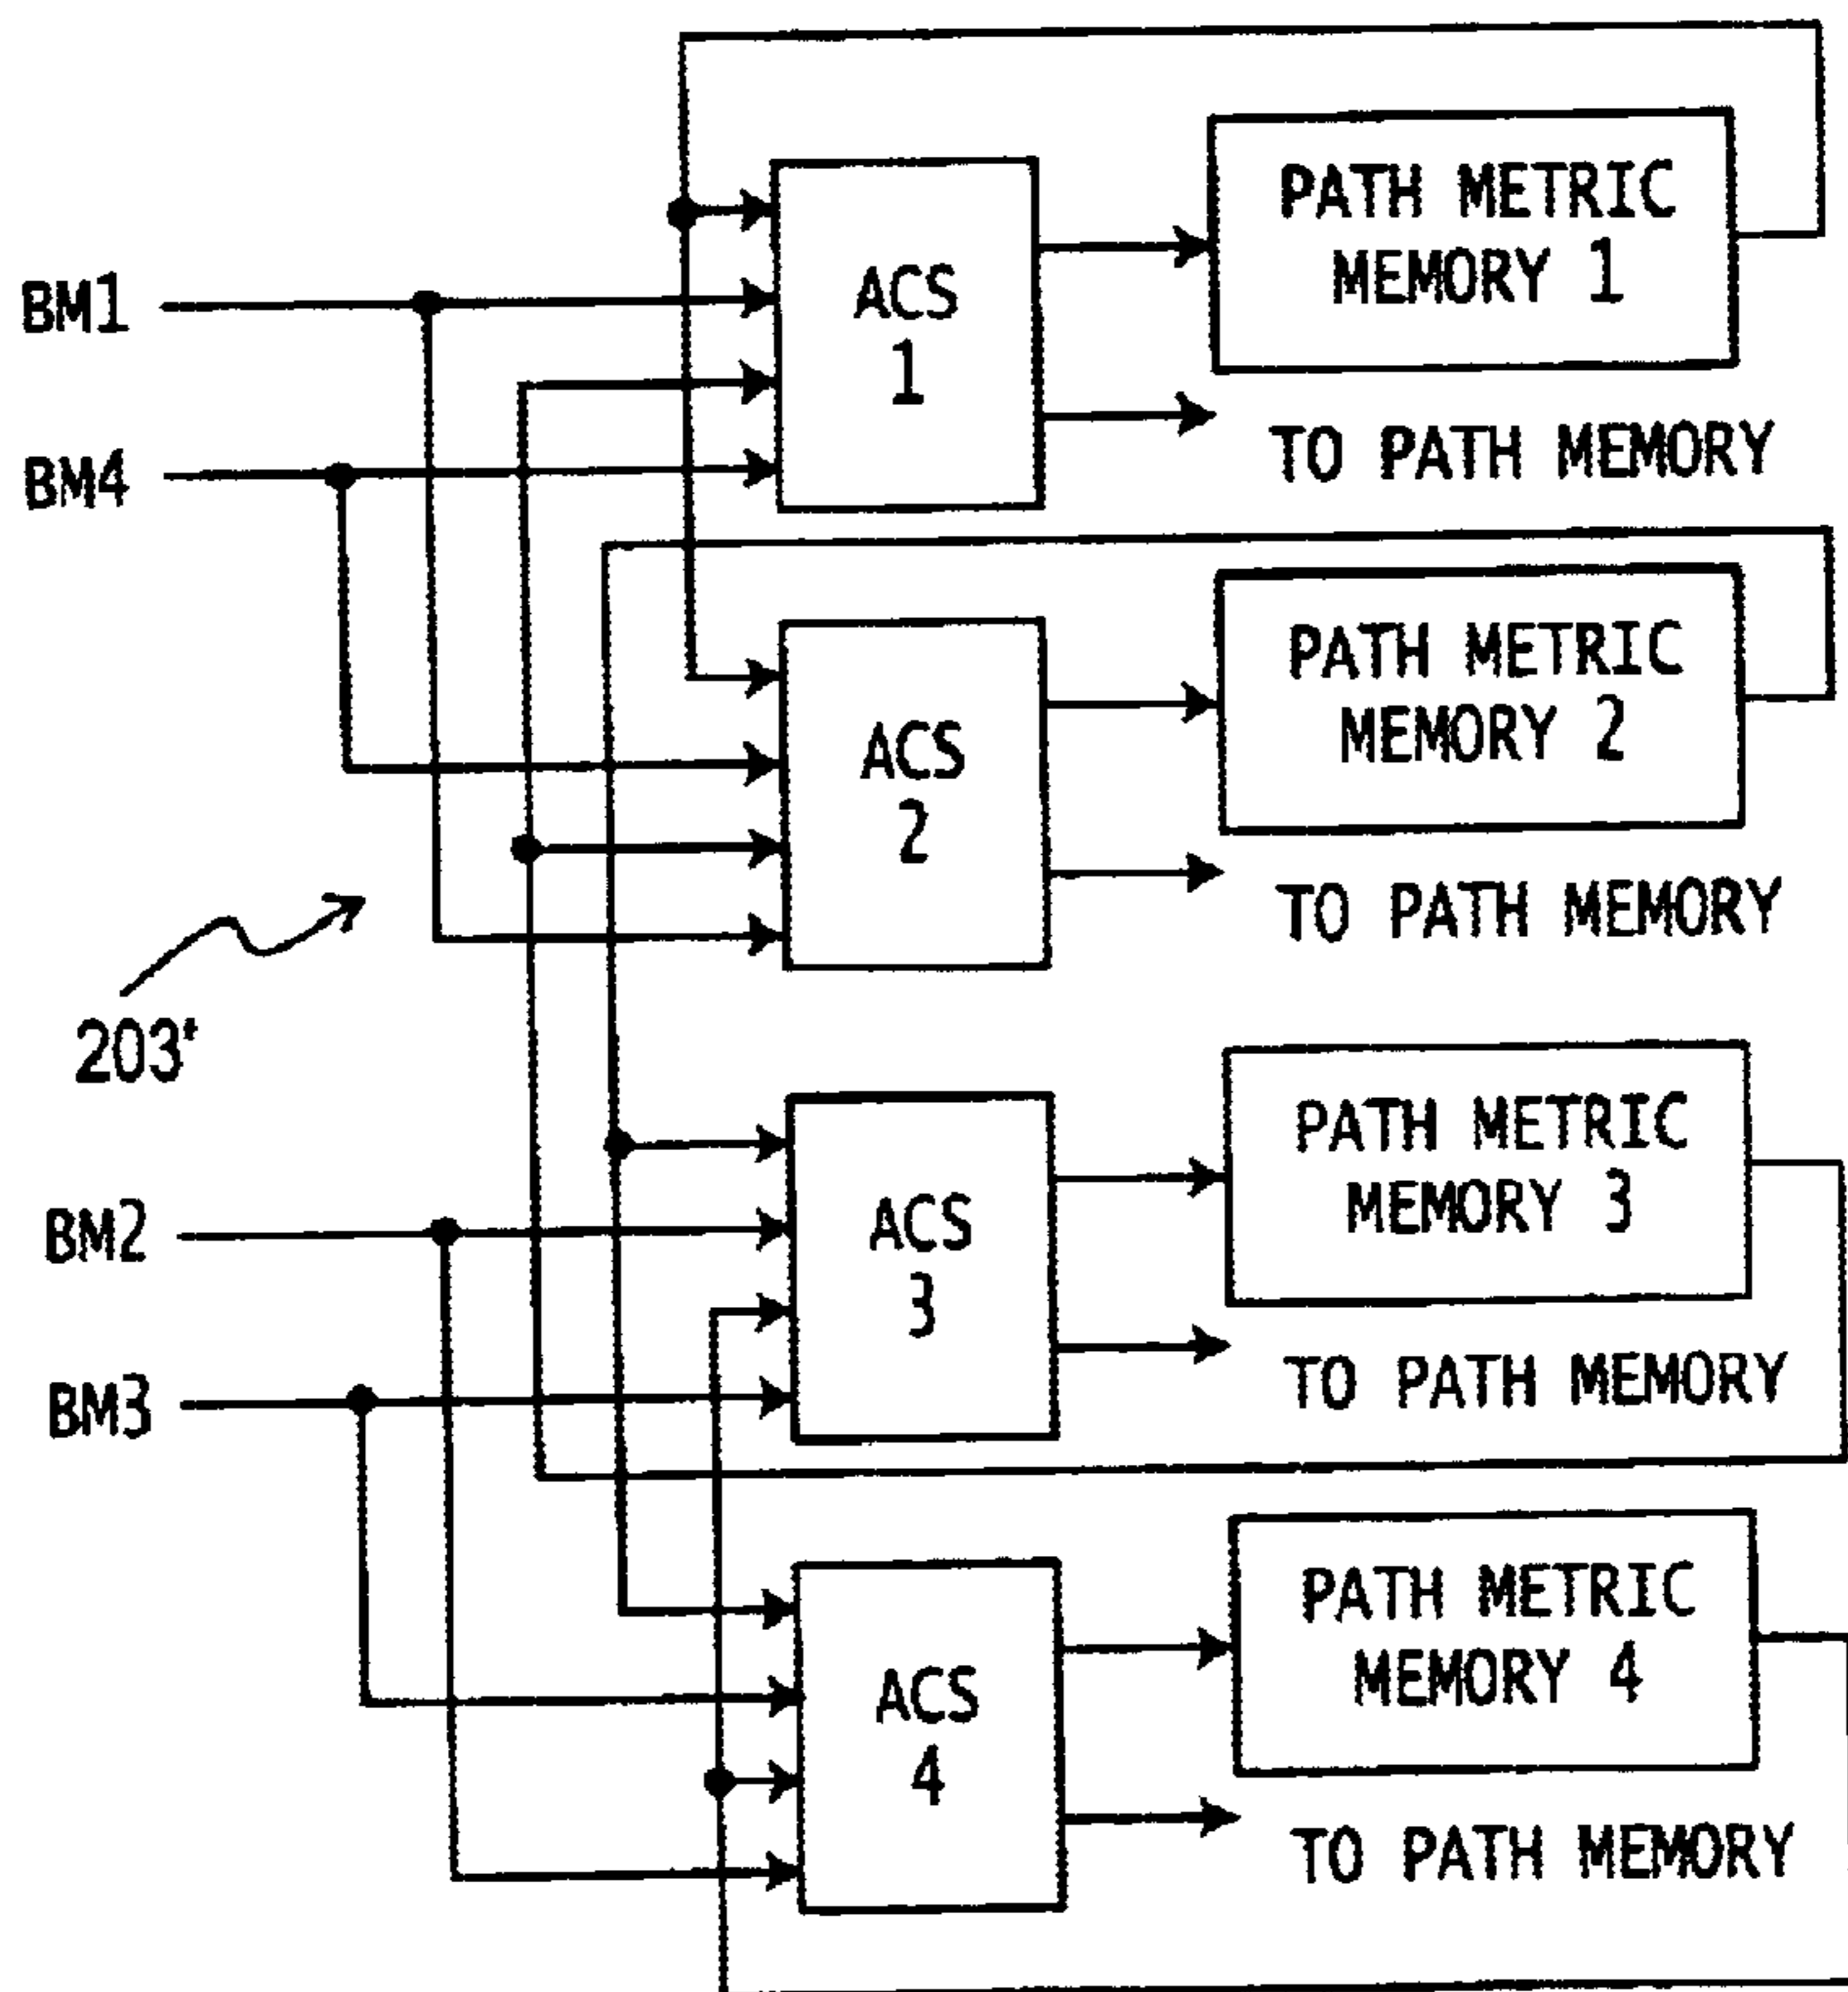 PATH METRIC
MEMORY 1
ACS
1
BM1
TO PATH MEMORY
BM4
PATH METRIC
MEMORY 2
ACS
2
TO PATH MEMORY
203'
PATH METRIC
MEMORY 3
ACS
3
BM2
TO PATH MEMORY
BM3
PATH METRIC
MEMORY 4
ACS
4
TO PATH MEMORY